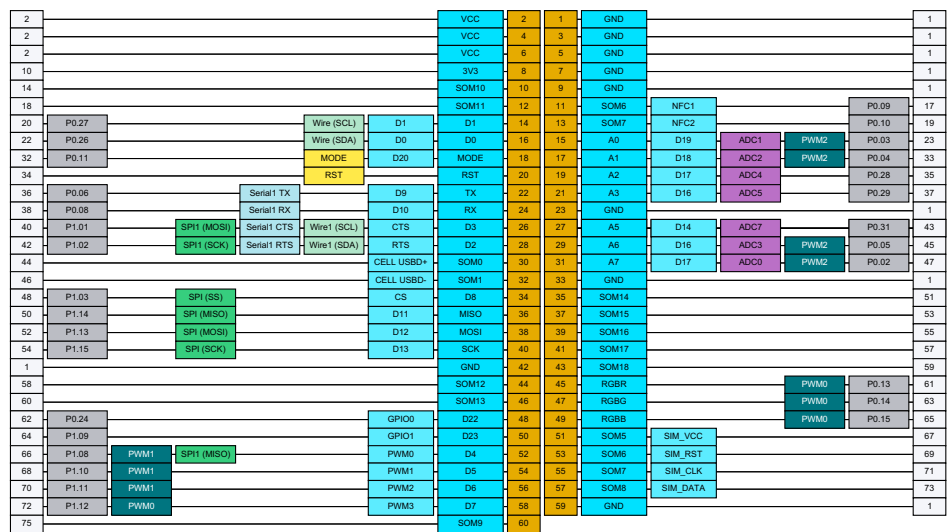 2 VCC 2 1 GND 1
2 VCC 4 3 GND 1
2 VCC 6 5 GND 1
10 3V3 8 7 GND 1
14 SOM10 10 9 GND 1
18 SOM11 12 11 SOM6 NFC1 P0.09 17
20 P0.27 Wire (SCL) D1 D1 14 13 SOM7 NFC2 P0.10 19
22 P0.26 Wire (SDA) D0 D0 16 15 A0 D19 ADC1 PWM2 P0.03 23
32 P0.11 MODE D20 MODE 18 17 A1 D18 ADC2 PWM2 P0.04 33
34 RST RST 20 19 A2 D17 ADC4 P0.28 35
36 P0.06 Serial1 TX D9 TX 22 21 A3 D16 ADC5 P0.29 37
38 P0.08 Serial1 RX D10 RX 24 23 GND 1
40 P1.01 SPI1 (MOSI) Serial1 CTS Wire1 (SCL) CTS D3 26 27 A5 D14 ADC7 P0.31 43
42 P1.02 SPI1 (SCK) Serial1 RTS Wire1 (SDA) RTS D2 28 29 A6 D16 ADC3 PWM2 P0.05 45
44 CELL USBD+ SOM0 30 31 A7 D17 ADC0 PWM2 P0.02 47
46 CELL USBD- SOM1 32 33 GND 1
48 P1.03 SPI (SS) CS D8 34 35 SOM14 51
50 P1.14 SPI (MISO) D11 MISO 36 37 SOM15 53
52 P1.13 SPI (MOSI) D12 MOSI 38 39 SOM16 55
54 P1.15 SPI (SCK) D13 SCK 40 41 SOM17 57
1 GND 42 43 SOM18 59
58 SOM12 44 45 RGBR PWM0 P0.13 61
60 SOM13 46 47 RGBG PWM0 P0.14 63
62 P0.24 GPIO0 D22 48 49 RGBB PWM0 P0.15 65
64 P1.09 GPIO1 D23 50 51 SOM5 SIM_VCC 67
66 P1.08 PWM1 SPI1 (MISO) PWM0 D4 52 53 SOM6 SIM_RST 69
68 P1.10 PWM1 PWM1 D5 54 55 SOM7 SIM_CLK 71
70 P1.11 PWM1 PWM2 D6 56 57 SOM8 SIM_DATA 73
72 P1.12 PWM0 PWM3 D7 58 59 GND 1
75 SOM9 60